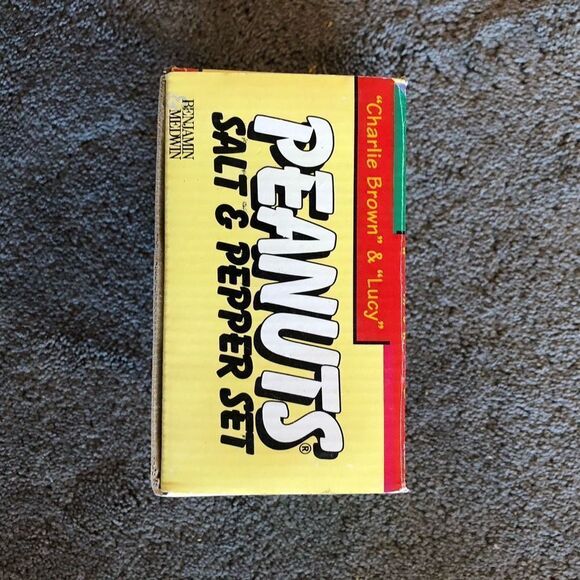 "Charlie Brown" & "Lucy"
PEANUTS®
SALT & PEPPER SET
BENJAMIN
& MEDWIN